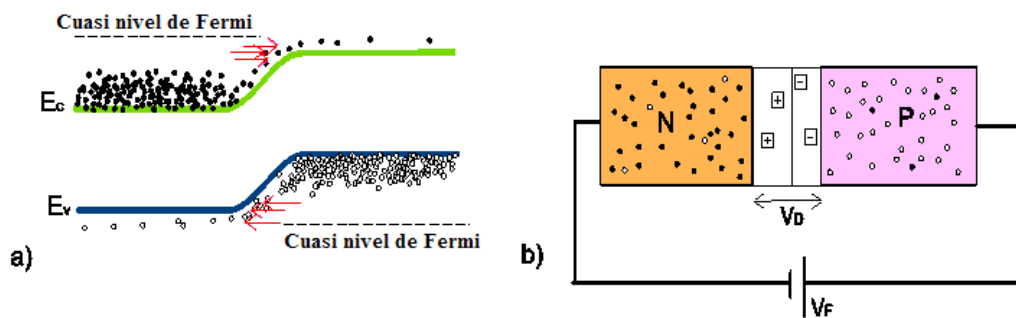 Cuasi nivel de Fermi
Ec
Ev
Cuasi nivel de Fermi
a)
N
P
VD
b)
VF